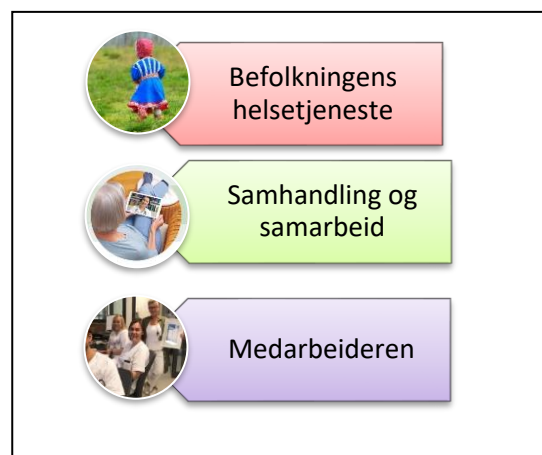 Befolkningens
helsetjeneste
Samhandling og
samarbeid
Medarbeideren